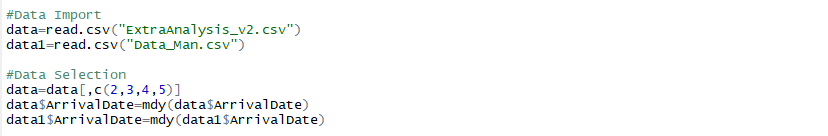 #Data Import
data=read.csv("ExtraAnalysis_v2.csv")
data1=read.csv("Data_Man.csv")
#Data Selection
data=data[,c(2,3,4,5)]
data$ArrivalDate=mdy(data$ArrivalDate)
data1$ArrivalDate=mdy(data1$ArrivalDate)